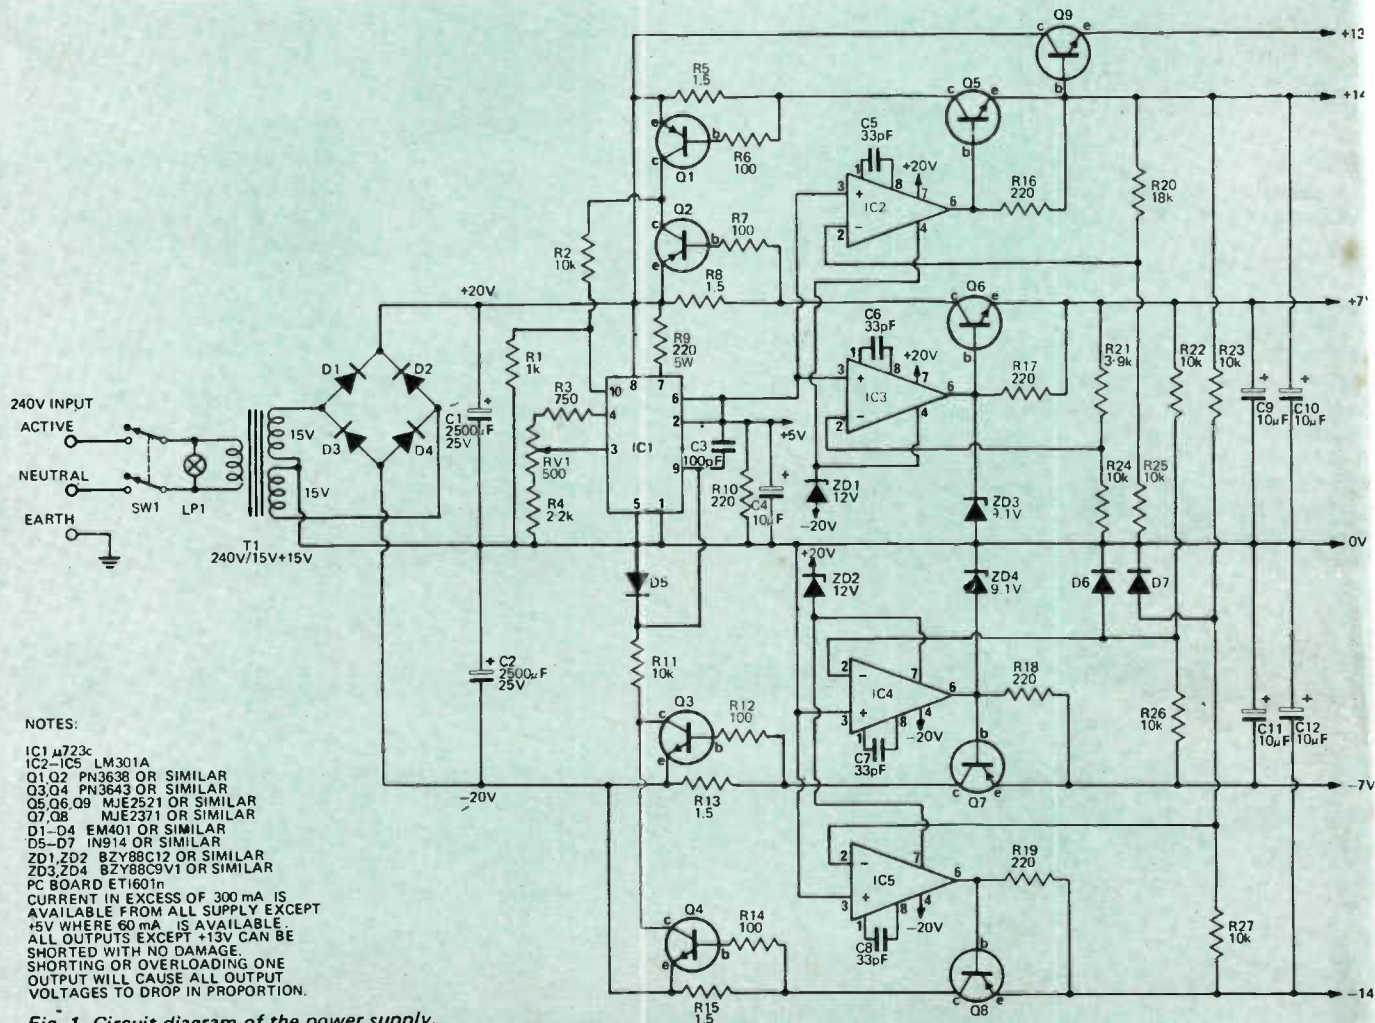 Q9
c
e
b
+13
R5
1.5
Q5
c
e
b
+14
e
c
b
Q1
R6
100
C5
33pF
+20V
1
8
7
3
+
IC2
6
2
−
4
R16
220
R20
18k
Q2
c
b
e
R7
100
R2
10k
R8
1.5
+20V
Q6
c
e
b
+7
C6
33pF
+20V
1
8
7
3
+
IC3
6
2
−
4
R17
220
R21
3·9k
R22
10k
R23
10k
R9
220
5W
R1
1k
R3
750
10
8
7
4
6
2
3
IC1
9
5
1
RV1
500
R4
2·2k
C3
100pF
+5V
R10
220
C4
10µF
ZD1
12V
−20V
ZD3
9.1V
R24
10k
R25
10k
C9
10µF
C10
10µF
240V INPUT
ACTIVE
NEUTRAL
EARTH
SW1
LP1
15V
15V
T1
240V/15V+15V
D1
D2
D3
D4
C1
2500µF
25V
0V
D5
+20V
ZD2
12V
ZD4
9.1V
D6
D7
C2
2500µF
25V
R11
10k
2
−
7
IC4
6
+
3
1
8
4
−20V
C7
33pF
R18
220
R26
10k
C11
10µF
C12
10µF
Q3
c
b
e
R12
100
R13
1.5
−20V
b
c
e
Q7
−7V
2
−
7
IC5
6
+
3
1
8
4
−20V
C8
33pF
R19
220
R27
10k
Q4
c
b
e
R14
100
R15
1.5
b
c
e
Q8
−14
NOTES:
IC1 µ723c
IC2−IC5 LM301A
Q1,Q2 PN3638 OR SIMILAR
Q3,Q4 PN3643 OR SIMILAR
Q5,Q6,Q9 MJE2521 OR SIMILAR
Q7,Q8 MJE2371 OR SIMILAR
D1−D4 EM401 OR SIMILAR
D5−D7 IN914 OR SIMILAR
ZD1,ZD2 BZY88C12 OR SIMILAR
ZD3,ZD4 BZY88C9V1 OR SIMILAR
PC BOARD ETI601n
CURRENT IN EXCESS OF 300 mA IS
AVAILABLE FROM ALL SUPPLY EXCEPT
+5V WHERE 60 mA IS AVAILABLE.
ALL OUTPUTS EXCEPT +13V CAN BE
SHORTED WITH NO DAMAGE.
SHORTING OR OVERLOADING ONE
OUTPUT WILL CAUSE ALL OUTPUT
VOLTAGES TO DROP IN PROPORTION.
Fig. 1. Circuit diagram of the power supply.